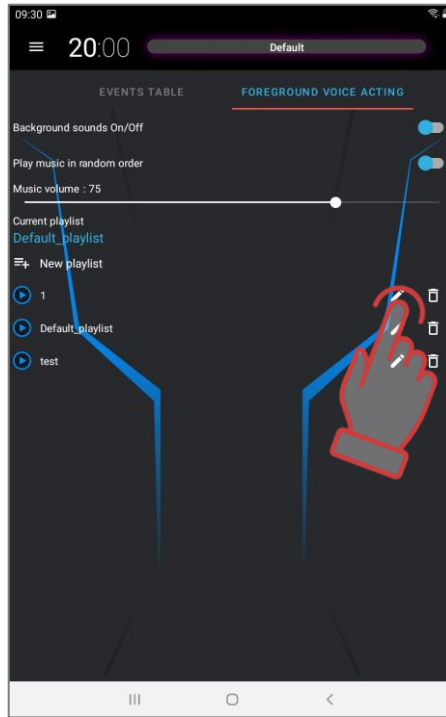 09:30
20:00 Default
EVENTS TABLE FOREGROUND VOICE ACTING
Background sounds On/Off
Play music in random order
Music volume : 75
Current playlist
Default_playlist
New playlist
1
Default_playlist
test